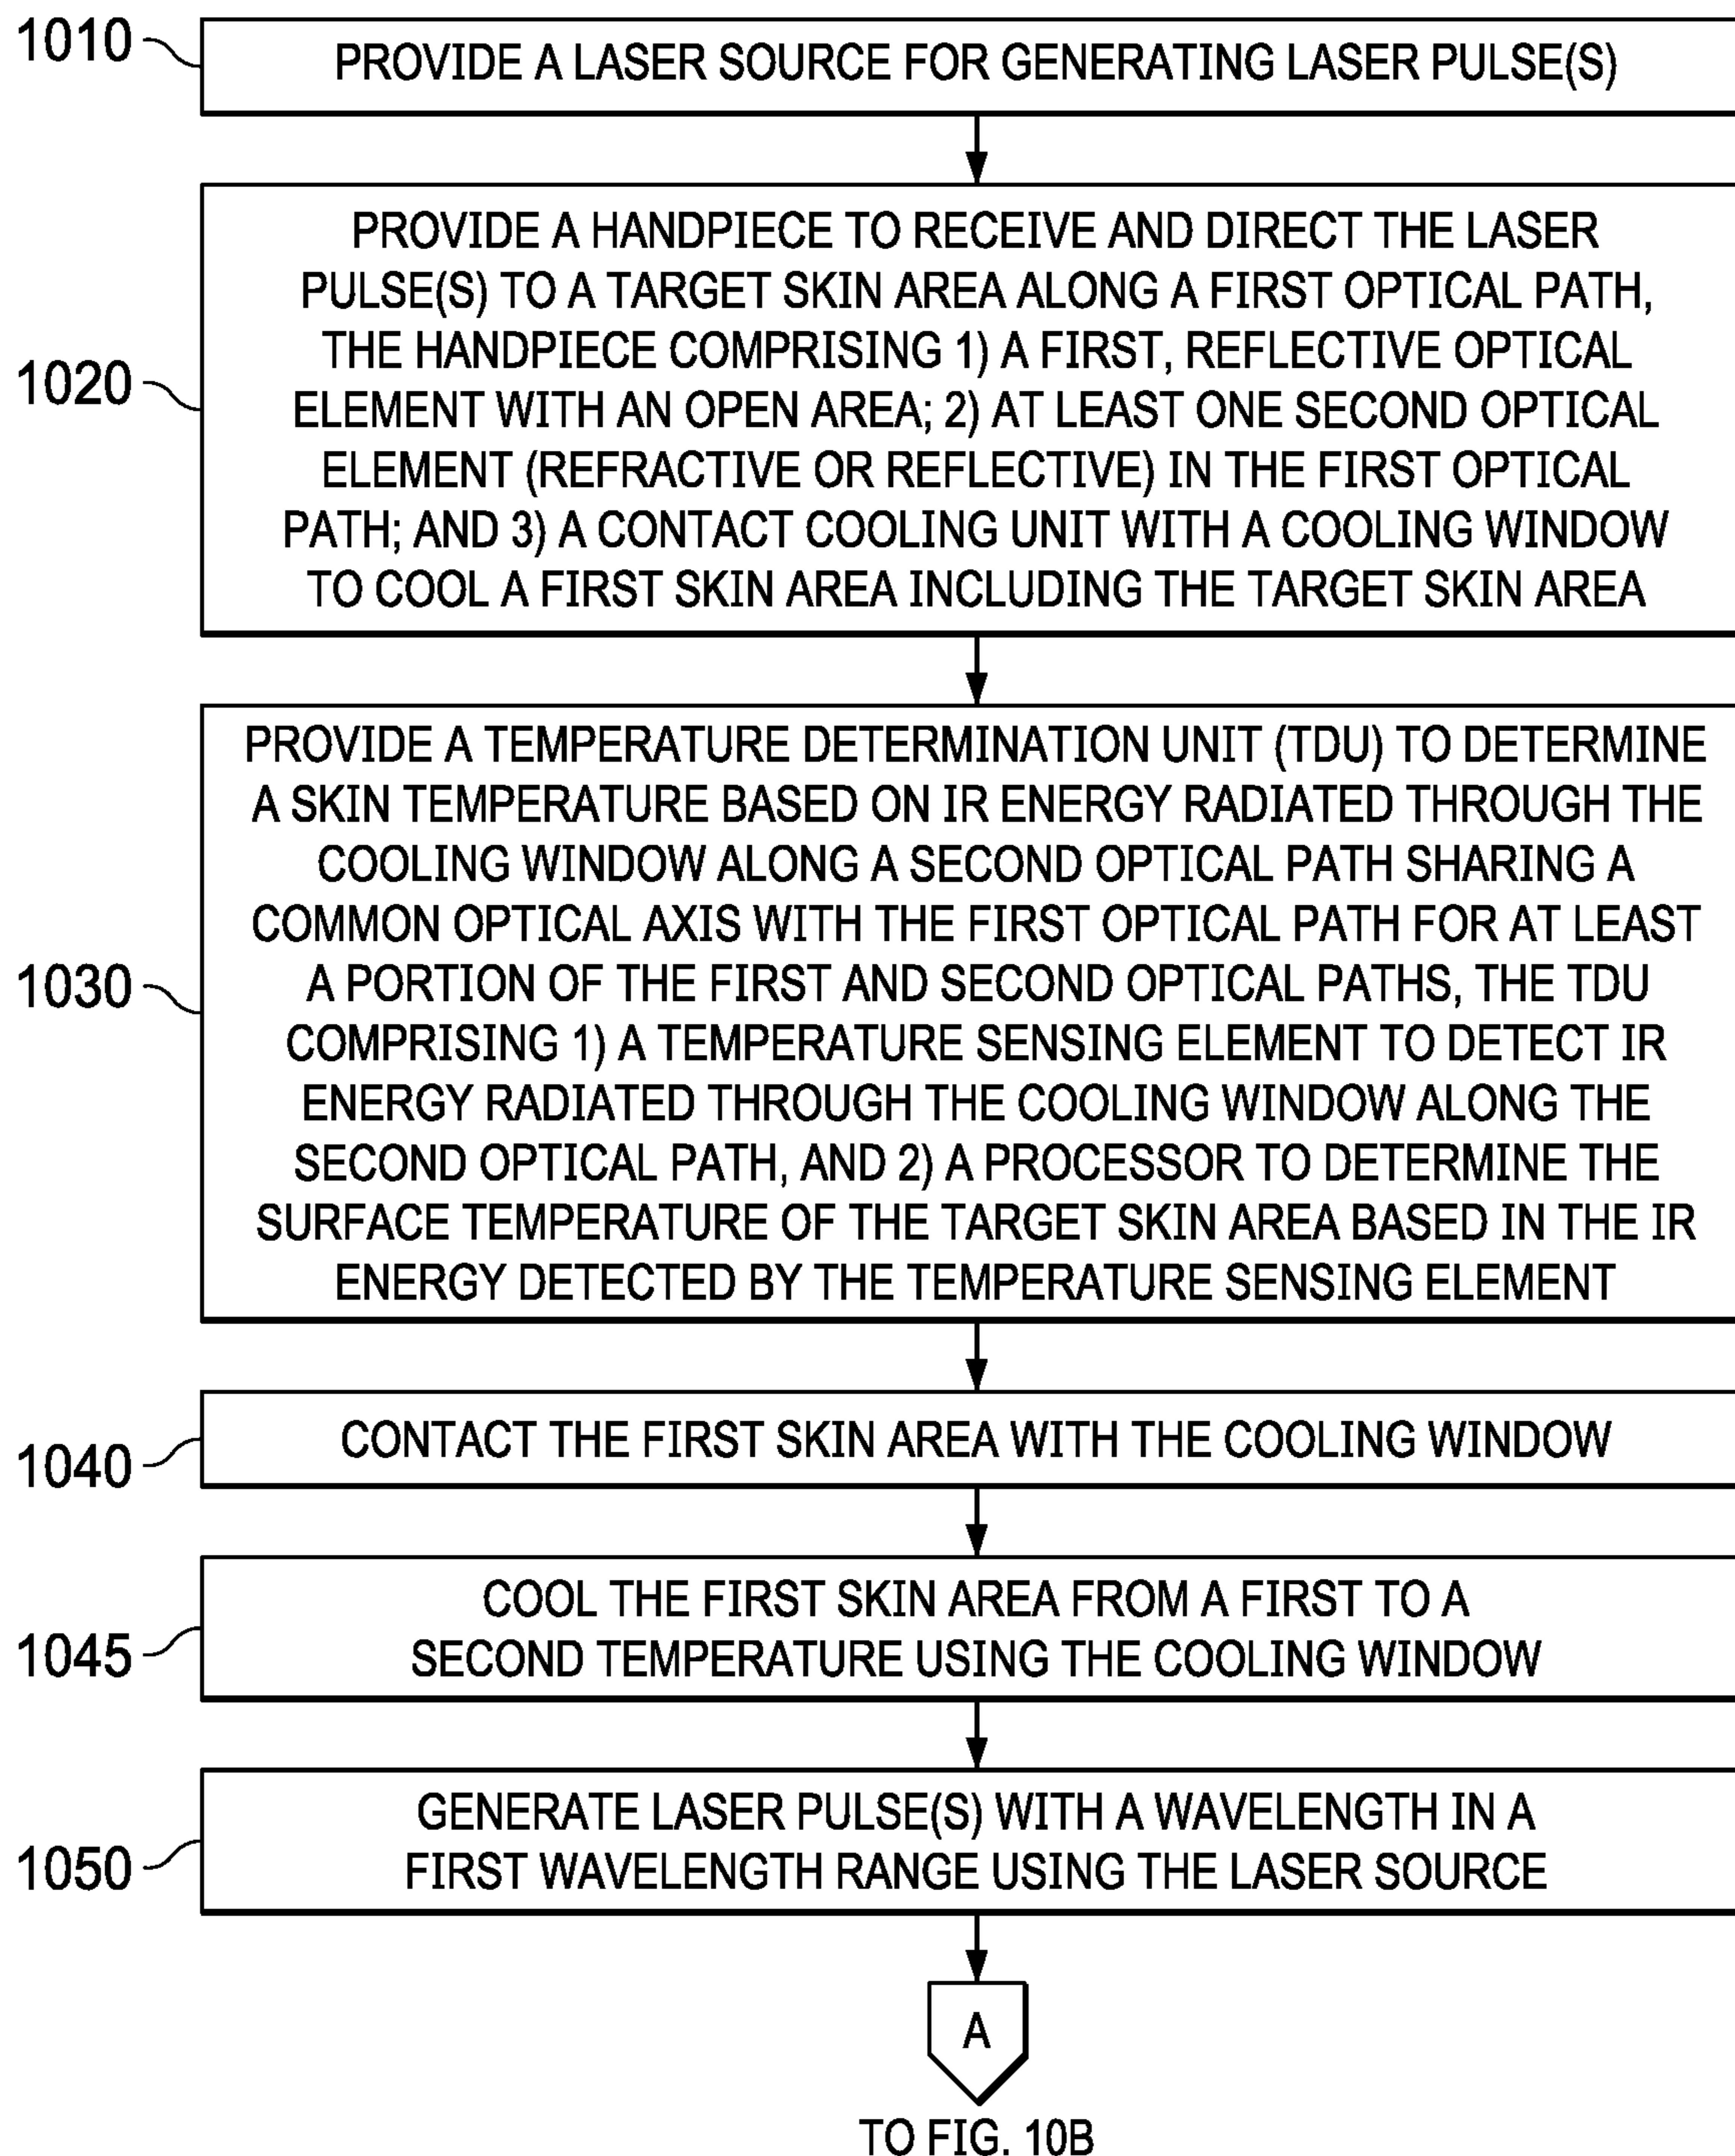 1010
PROVIDE A LASER SOURCE FOR GENERATING LASER PULSE(S)
1020
PROVIDE A HANDPIECE TO RECEIVE AND DIRECT THE LASER
PULSE(S) TO A TARGET SKIN AREA ALONG A FIRST OPTICAL PATH,
THE HANDPIECE COMPRISING 1) A FIRST, REFLECTIVE OPTICAL
ELEMENT WITH AN OPEN AREA; 2) AT LEAST ONE SECOND OPTICAL
ELEMENT (REFRACTIVE OR REFLECTIVE) IN THE FIRST OPTICAL
PATH; AND 3) A CONTACT COOLING UNIT WITH A COOLING WINDOW
TO COOL A FIRST SKIN AREA INCLUDING THE TARGET SKIN AREA
1030
PROVIDE A TEMPERATURE DETERMINATION UNIT (TDU) TO DETERMINE
A SKIN TEMPERATURE BASED ON IR ENERGY RADIATED THROUGH THE
COOLING WINDOW ALONG A SECOND OPTICAL PATH SHARING A
COMMON OPTICAL AXIS WITH THE FIRST OPTICAL PATH FOR AT LEAST
A PORTION OF THE FIRST AND SECOND OPTICAL PATHS, THE TDU
COMPRISING 1) A TEMPERATURE SENSING ELEMENT TO DETECT IR
ENERGY RADIATED THROUGH THE COOLING WINDOW ALONG THE
SECOND OPTICAL PATH, AND 2) A PROCESSOR TO DETERMINE THE
SURFACE TEMPERATURE OF THE TARGET SKIN AREA BASED IN THE IR
ENERGY DETECTED BY THE TEMPERATURE SENSING ELEMENT
1040
CONTACT THE FIRST SKIN AREA WITH THE COOLING WINDOW
1045
COOL THE FIRST SKIN AREA FROM A FIRST TO A
SECOND TEMPERATURE USING THE COOLING WINDOW
1050
GENERATE LASER PULSE(S) WITH A WAVELENGTH IN A
FIRST WAVELENGTH RANGE USING THE LASER SOURCE
A
TO FIG. 10B